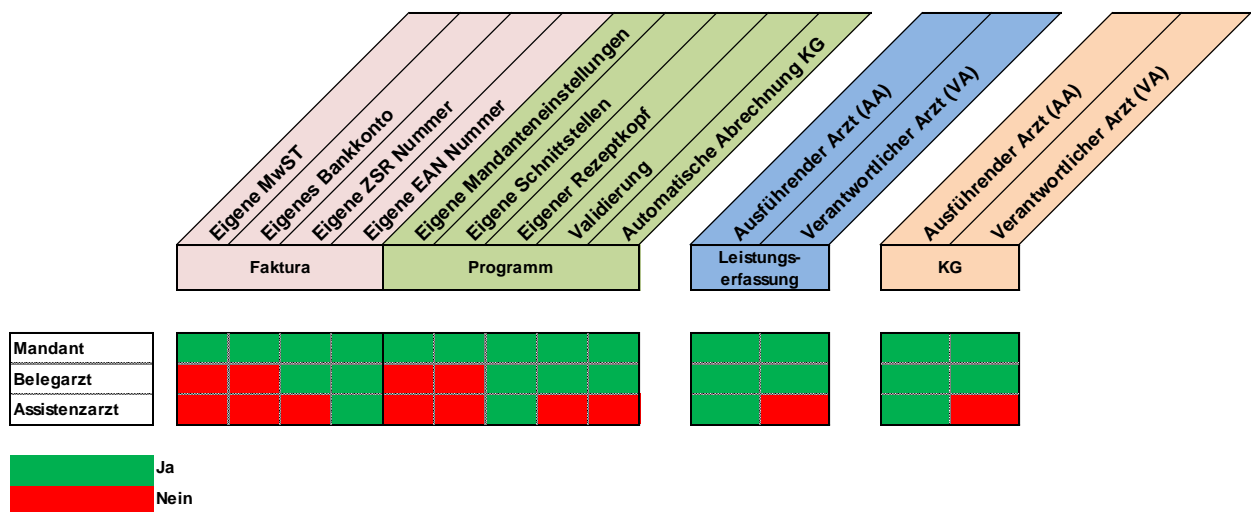 Eigene MwST
Eigenes Bankkonto
Eigene ZSR Nummer
Eigene EAN Nummer
Eigene Mandanteneinstellungen
Eigene Schnittstellen
Eigener Rezeptkopf
Validierung
Automatische Abrechnung KG
Ausführender Arzt (AA)
Verantwortlicher Arzt (VA)
Ausführender Arzt (AA)
Verantwortlicher Arzt (VA)
Faktura
Programm
Leistungs-
erfassung
KG
Mandant
Belegarzt
Assistenzarzt
Ja
Nein